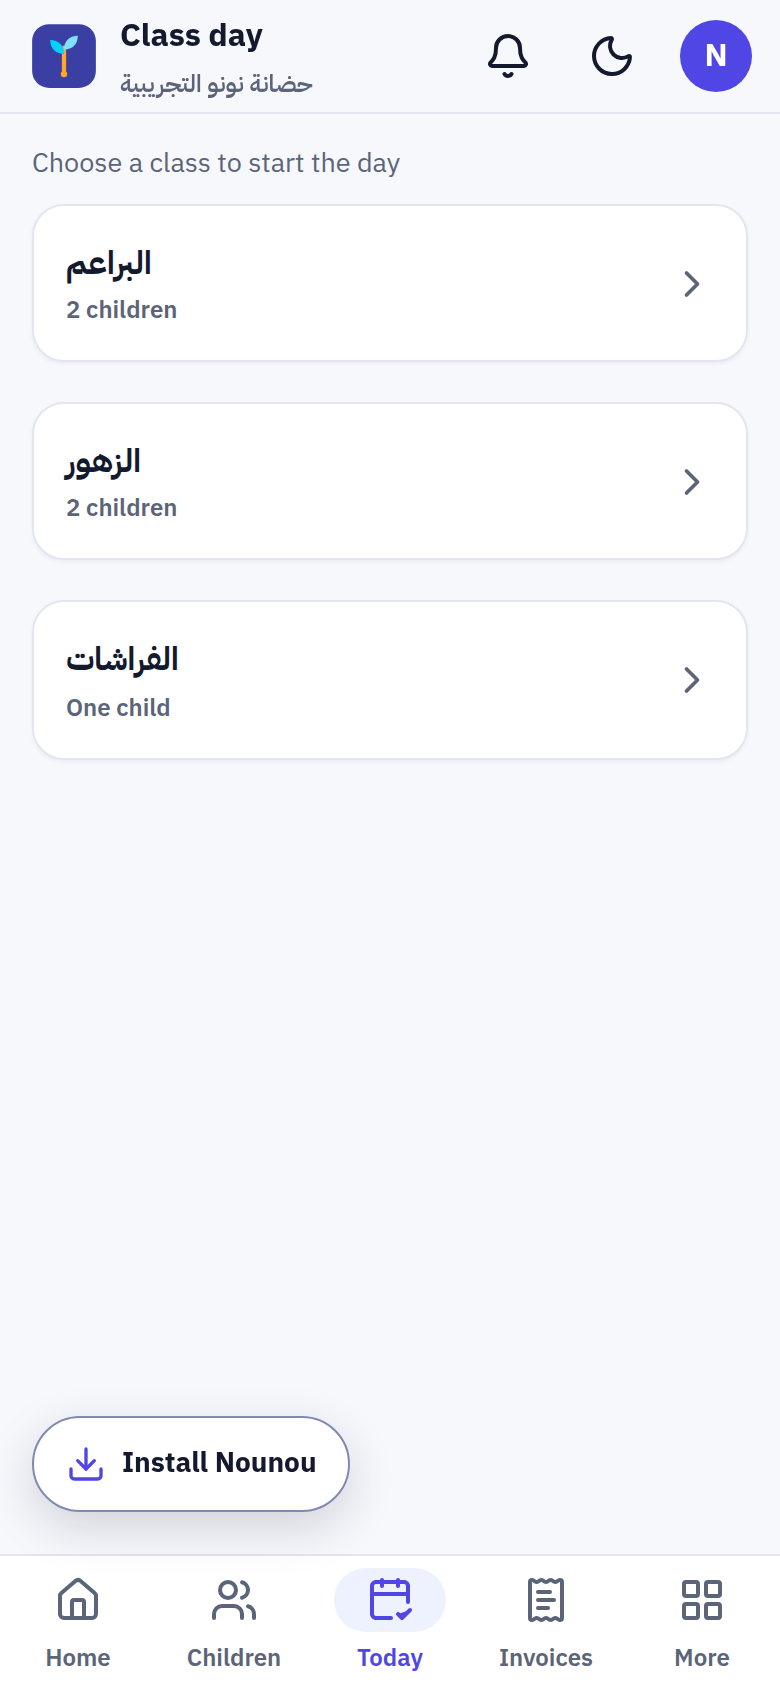 Class day
حضانة نونو التجريبية
N
Choose a class to start the day
البراعم
2 children
الزهور
2 children
الفراشات
One child
Install Nounou
Home
Children
Today
Invoices
More